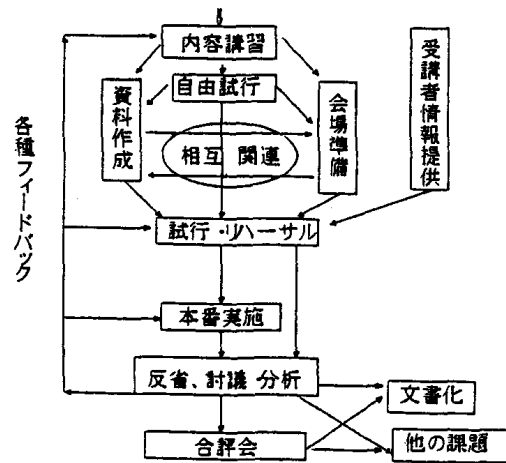 内容講習
自由試行
資料作成
会場準備
受講者情報提供
相互 関連
各種フィードバック
試行・リハーサル
本番実施
反省、討議・分析
文書化
合評会
他の課題